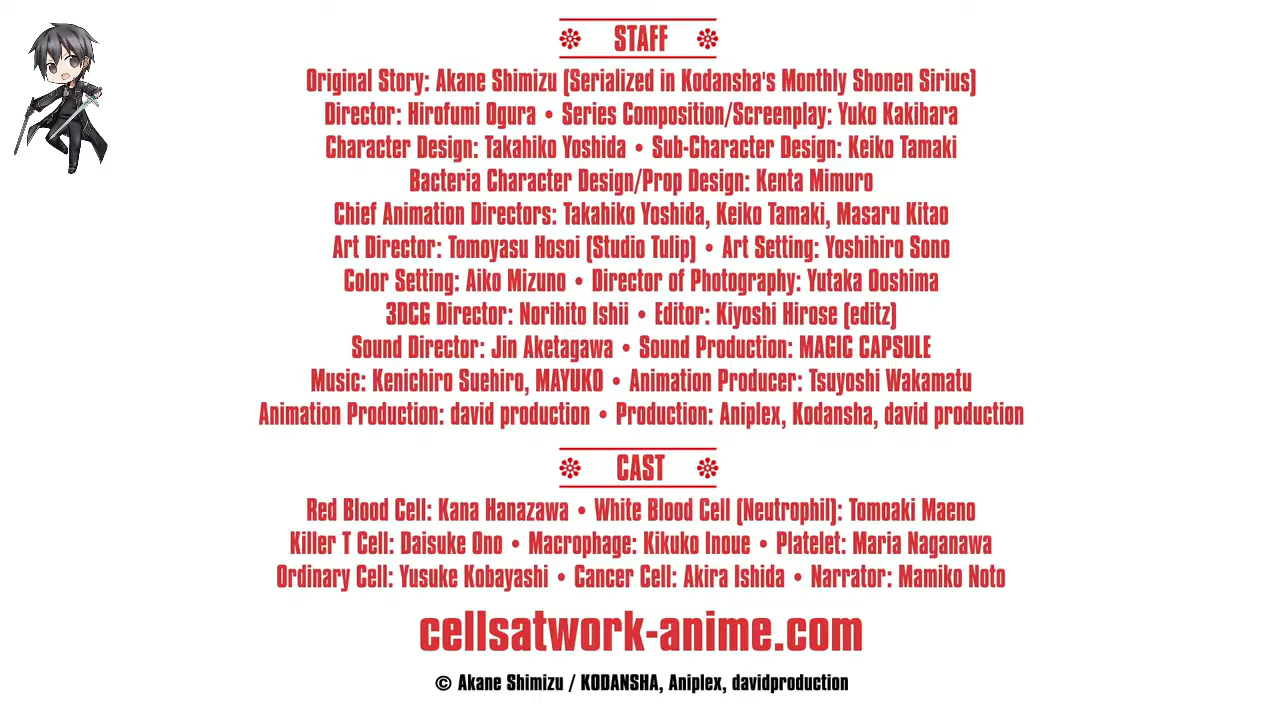 STAFF
Original Story: Akane Shimizu (Serialized in Kodansha's Monthly Shonen Sirius)
Director: Hirofumi Ogura • Series Composition/Screenplay: Yuko Kakihara
Character Design: Takahiko Yoshida • Sub-Character Design: Keiko Tamaki
Bacteria Character Design/Prop Design: Kenta Mimuro
Chief Animation Directors: Takahiko Yoshida, Keiko Tamaki, Masaru Kitao
Art Director: Tomoyasu Hosoi (Studio Tulip) • Art Setting: Yoshihiro Sono
Color Setting: Aiko Mizuno • Director of Photography: Yutaka Ooshima
3DCG Director: Norihito Ishii • Editor: Kiyoshi Hirose (editz)
Sound Director: Jin Aketagawa • Sound Production: MAGIC CAPSULE
Music: Kenichiro Suehiro, MAYUKO • Animation Producer: Tsuyoshi Wakamatu
Animation Production: david production • Production: Aniplex, Kodansha, david production
CAST
Red Blood Cell: Kana Hanazawa • White Blood Cell (Neutrophil): Tomoaki Maeno
Killer T Cell: Daisuke Ono • Macrophage: Kikuko Inoue • Platelet: Maria Naganawa
Ordinary Cell: Yusuke Kobayashi • Cancer Cell: Akira Ishida • Narrator: Mamiko Noto
cellsatwork-anime.com
© Akane Shimizu / KODANSHA, Aniplex, davidproduction